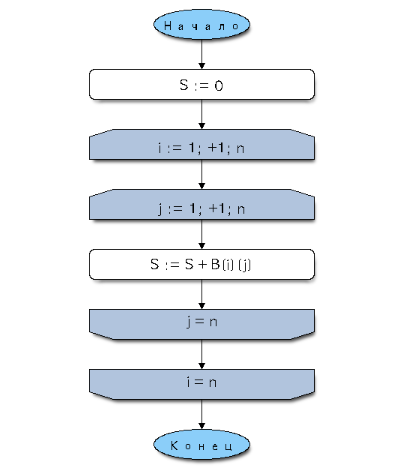 Начало
S := 0
i := 1; +1; n
j := 1; +1; n
S := S + B(i)(j)
j = n
i = n
Конец